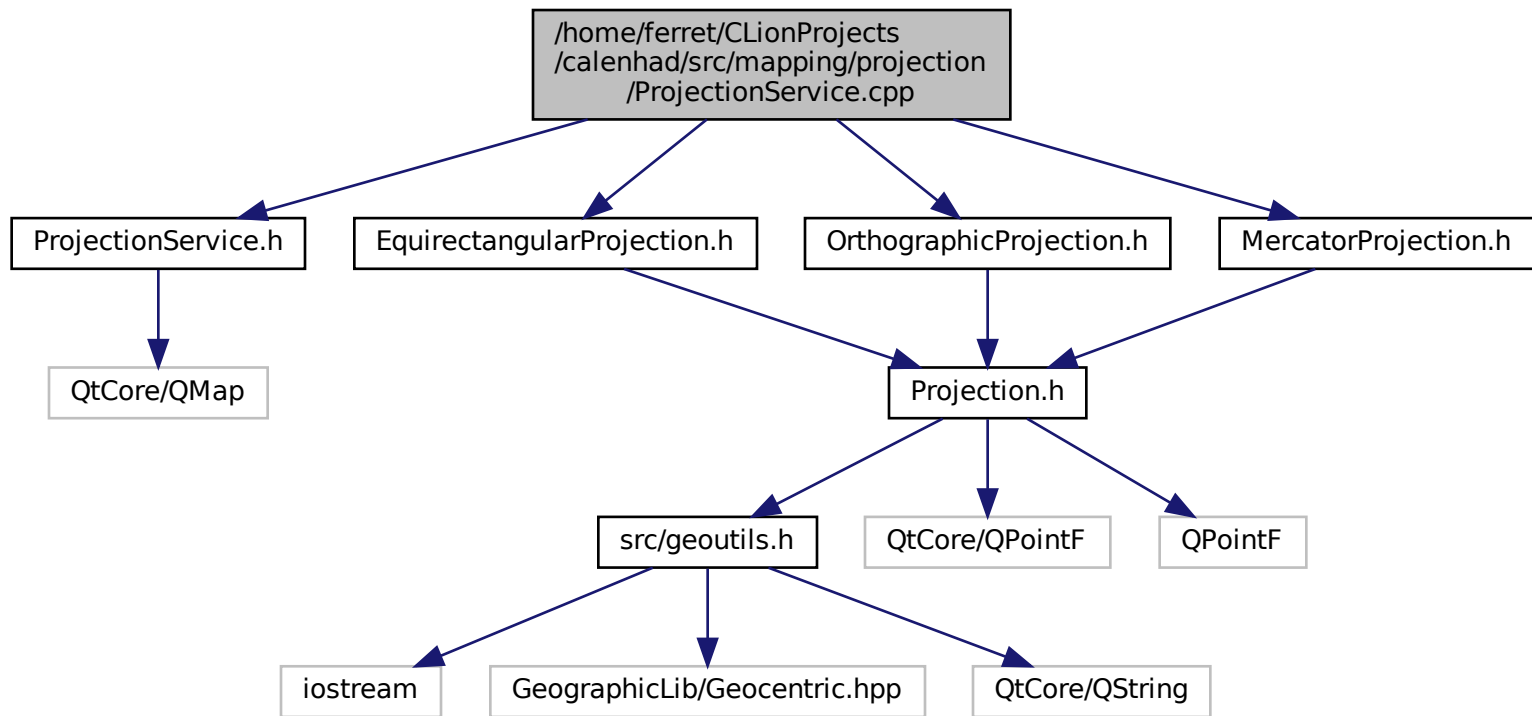 /home/ferret/CLionProjects
/calenhad/src/mapping/projection
/ProjectionService.cpp
ProjectionService.h
EquirectangularProjection.h
OrthographicProjection.h
MercatorProjection.h
QtCore/QMap
Projection.h
src/geoutils.h
QtCore/QPointF
QPointF
iostream
GeographicLib/Geocentric.hpp
QtCore/QString